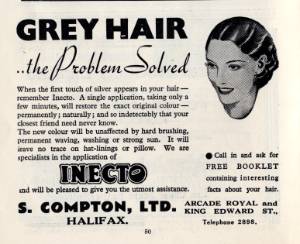 GREY HAIR
..the Problem Solved
When the first touch of silver appears in your hair—
remember Inecto. A single application, taking only a
few minutes, will restore the exact original colour—
permanently; naturally; and so indetectably that your
closest friend need never know.
The new colour will be unaffected by hard brushing,
permanent waving, washing or strong sun. It will
leave no trace on hat-linings or pillow. We are
specialists in the application of
INECTO
and will be pleased to give you the utmost assistance.
Call in and ask for
FREE BOOKLET
containing interesting
facts about your hair.
S. COMPTON, LTD.
HALIFAX.
ARCADE ROYAL and
KING EDWARD ST.,
Telephone 2898.
50